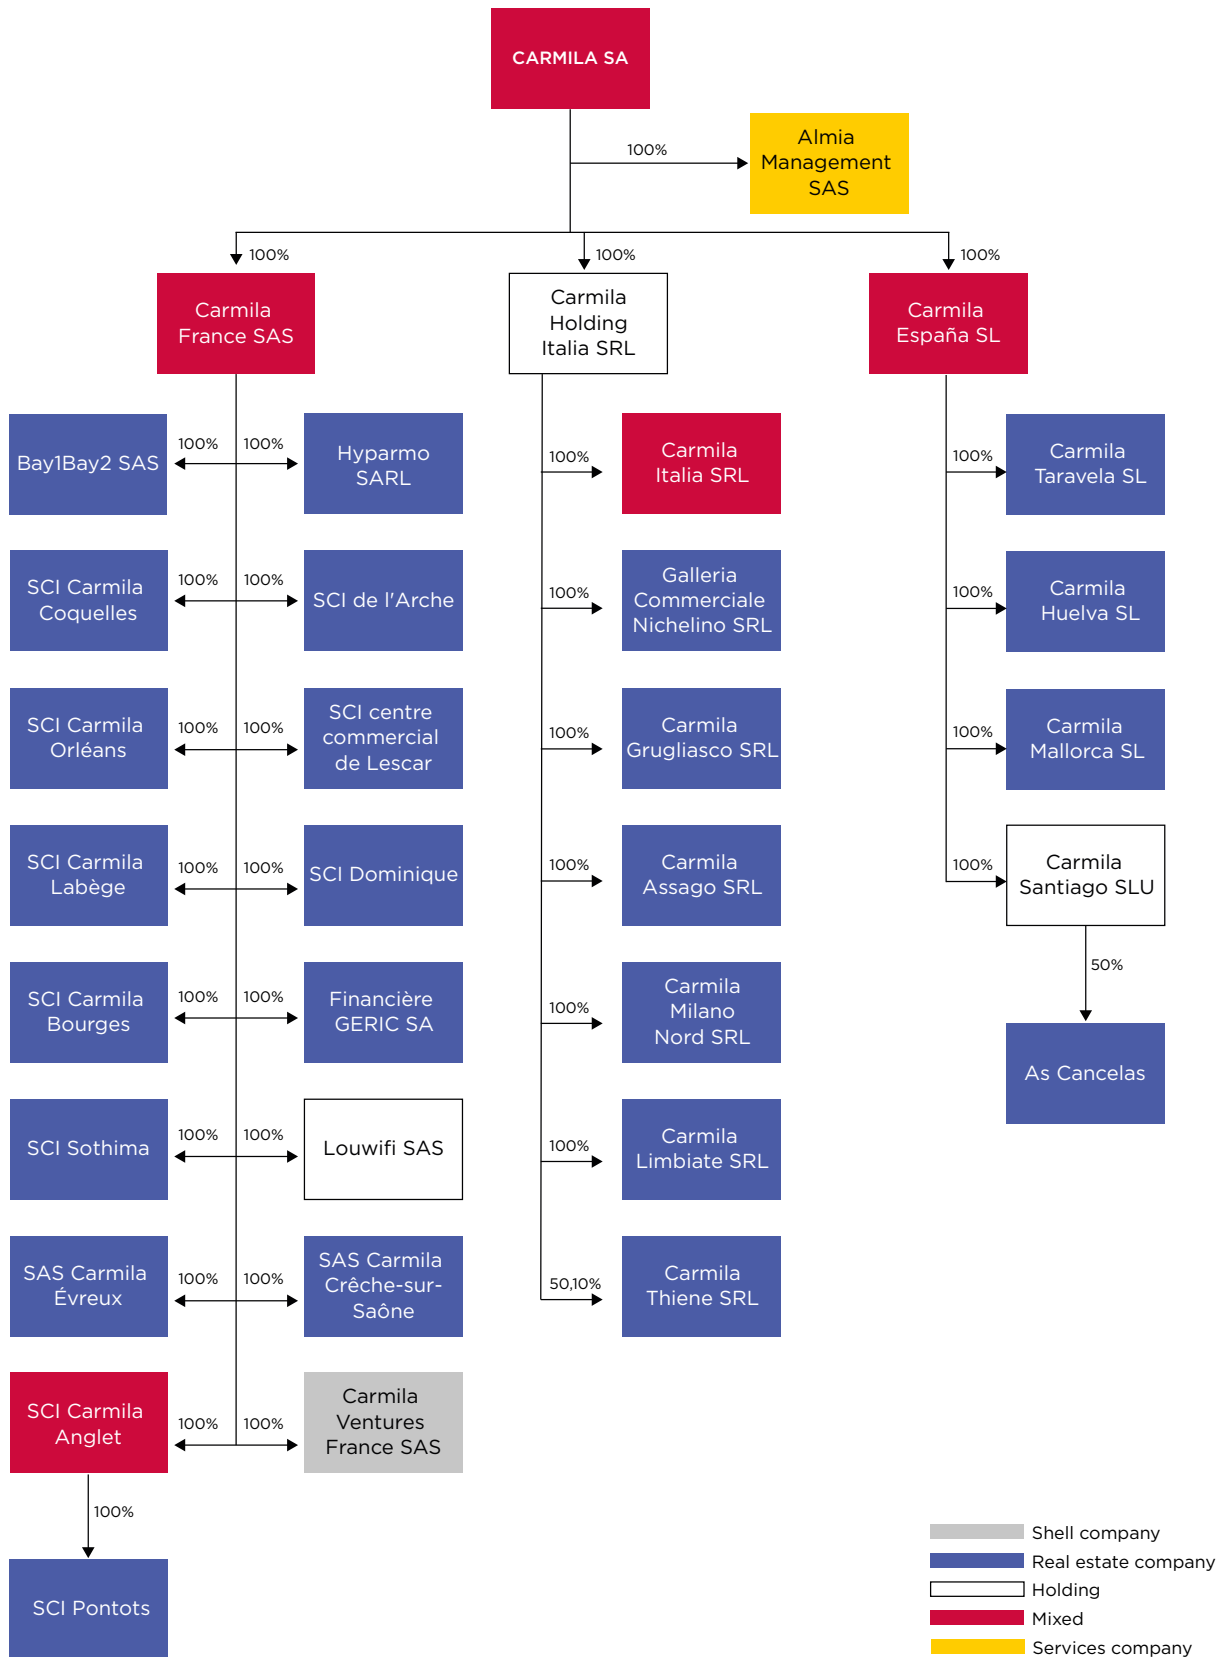 CARMILA SA
100%
Almia
Management
SAS
100%
100%
100%
Carmila
France SAS
Carmila
Holding
Italia SRL
Carmila
España SL
Bay1Bay2 SAS
100%
100%
Hyparmo
SARL
100%
Carmila
Italia SRL
100%
Carmila
Taravela SL
SCI Carmila
Coquelles
100%
100%
SCI de l'Arche
100%
Galleria
Commerciale
Nichelino SRL
100%
Carmila
Huelva SL
SCI Carmila
Orléans
100%
100%
SCI centre
commercial
de Lescar
100%
Carmila
Grugliasco SRL
100%
Carmila
Mallorca SL
SCI Carmila
Labège
100%
100%
SCI Dominique
100%
Carmila
Assago SRL
100%
Carmila
Santiago SLU
SCI Carmila
Bourges
100%
100%
Financière
GERIC SA
100%
Carmila
Milano
Nord SRL
50%
As Cancelas
SCI Sothima
100%
100%
Louwifi SAS
100%
Carmila
Limbiate SRL
SAS Carmila
Évreux
100%
100%
SAS Carmila
Crêche-sur-
Saône
50,10%
Carmila
Thiene SRL
SCI Carmila
Anglet
100%
100%
Carmila
Ventures
France SAS
100%
SCI Pontots
Shell company
Real estate company
Holding
Mixed
Services company